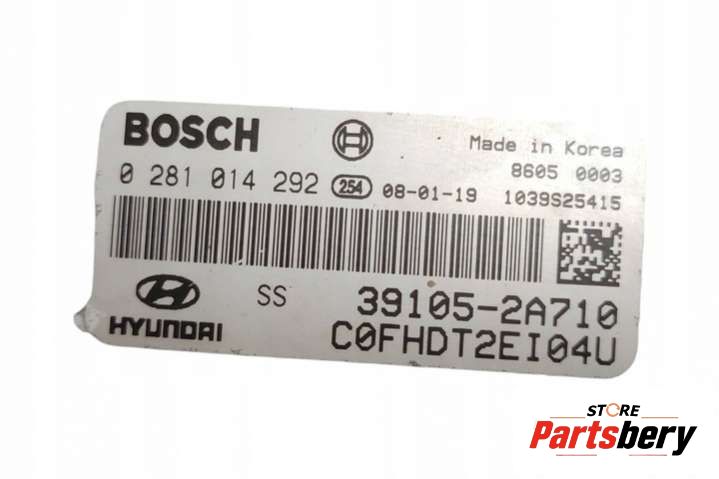 BOSCH
Made in Korea
8605 0003
0 281 014 292 254 08-01-19 1039S25415
SS 39105-2A710
HYUNDAI C0FHDT2EI04U
STORE
Partsbery